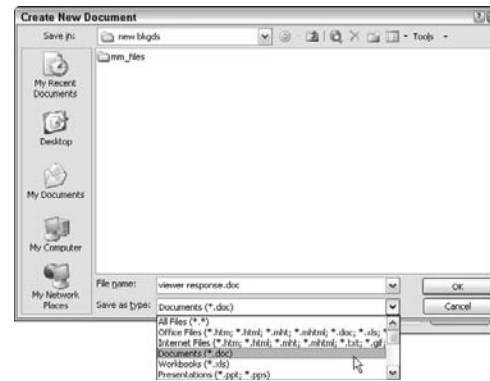 Create New Document
Save in:
new bkgds
Tools
mm_files
My Recent
Documents
Desktop
My Documents
My Computer
My Network
Places
File name:
viewer response.doc
OK
Save as type:
Documents (*.doc)
Cancel
All Files (*.*)
Office Files (*.htm; *.html; *.mht; *.mhtml; *.doc; *.xls; *
Internet Files (*.htm; *.html; *.mht; *.mhtml; *.txt; *.gif;
Documents (*.doc)
Workbooks (*.xls)
Presentations (*.ppt; *.pps)